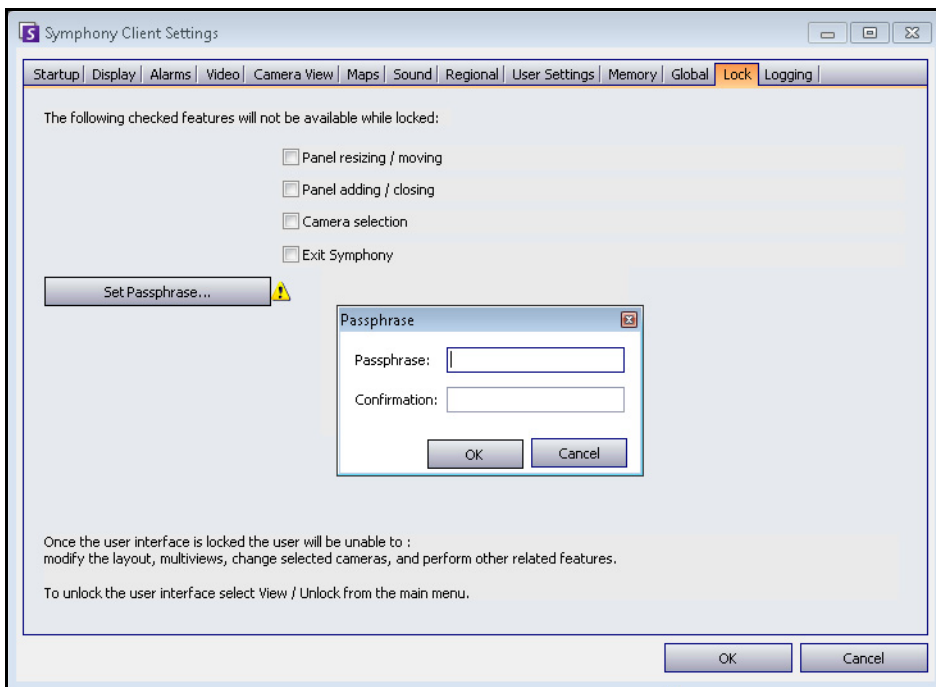 S Symphony Client Settings
Startup Display Alarms Video Camera View Maps Sound Regional User Settings Memory Global Lock Logging
The following checked features will not be available while locked:
Panel resizing / moving
Panel adding / closing
Camera selection
Exit Symphony
Set Passphrase...
Passphrase
Passphrase:
Confirmation:
OK Cancel
Once the user interface is locked the user will be unable to :
modify the layout, multiviews, change selected cameras, and perform other related features.
To unlock the user interface select View / Unlock from the main menu.
OK Cancel